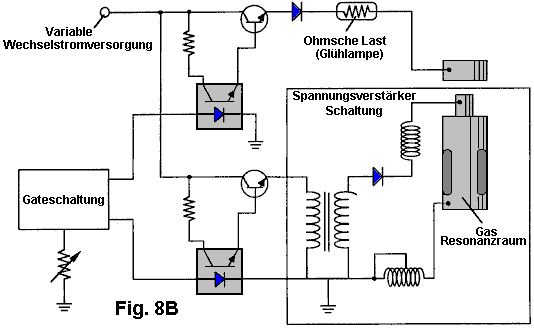 Variable
Wechselstromversorgung
Ohmsche Last
(Glühlampe)
Spannungsverstärker
Schaltung
Gateschaltung
Gas
Resonanzraum
Fig. 8B